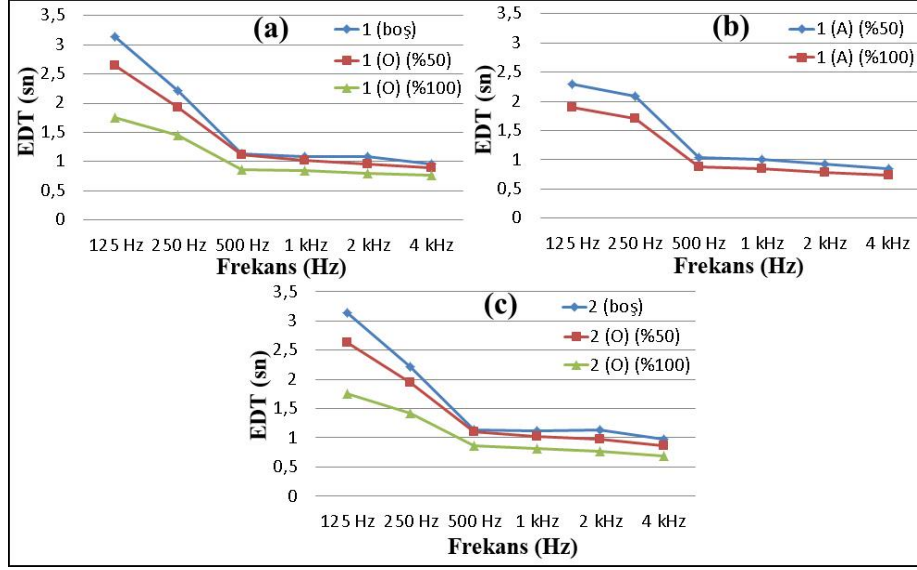 (a)
1 (boş)
1 (O) (%50)
1 (O) (%100)
EDT (sn)
3,5
3
2,5
2
1,5
1
0,5
0
125 Hz 250 Hz 500 Hz 1 kHz 2 kHz 4 kHz
Frekans (Hz)
(b)
1 (A) (%50)
1 (A) (%100)
EDT (sn)
3,5
3
2,5
2
1,5
1
0,5
0
125 Hz 250 Hz 500 Hz 1 kHz 2 kHz 4 kHz
Frekans (Hz)
(c)
2 (boş)
2 (O) (%50)
2 (O) (%100)
EDT (sn)
3,5
3
2,5
2
1,5
1
0,5
0
125 Hz 250 Hz 500 Hz 1 kHz 2 kHz 4 kHz
Frekans (Hz)